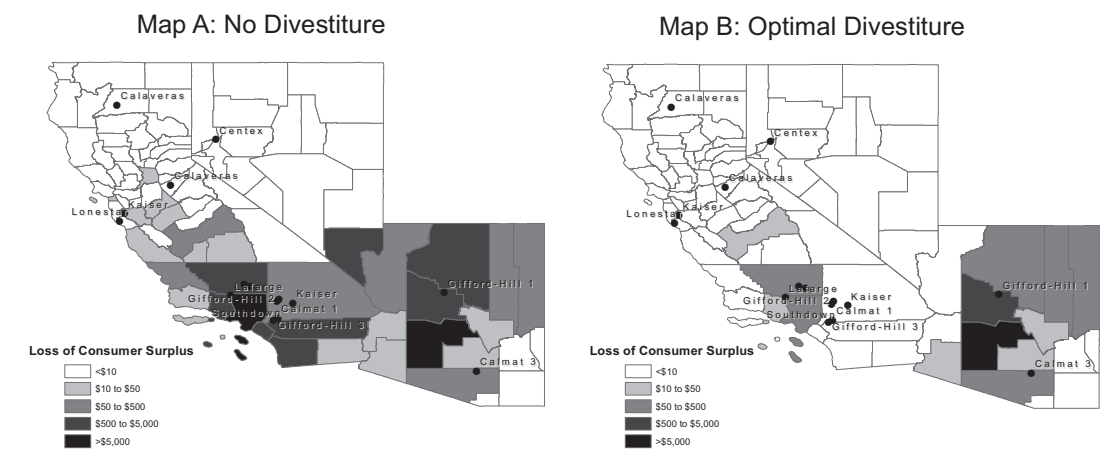 Map A: No Divestiture
Calaveras
Centex
Calaveras
Kaiser
Lonesta
Lafarge
Gifford-Hill 2
Kaiser
Calmat 1
Southdown
Gifford-Hill 3
Gifford-Hill 1
Calmat 3
Loss of Consumer Surplus
<$10
$10 to $50
$50 to $500
$500 to $5,000
>$5,000
Map B: Optimal Divestiture
Calaveras
Centex
Calaveras
Kaiser
Lonesta
Lafarge
Gifford-Hill 2
Kaiser
Calmat 1
Southdown
Gifford-Hill 3
Gifford-Hill 1
Calmat 3
Loss of Consumer Surplus
<$10
$10 to $50
$50 to $500
$500 to $5,000
>$5,000